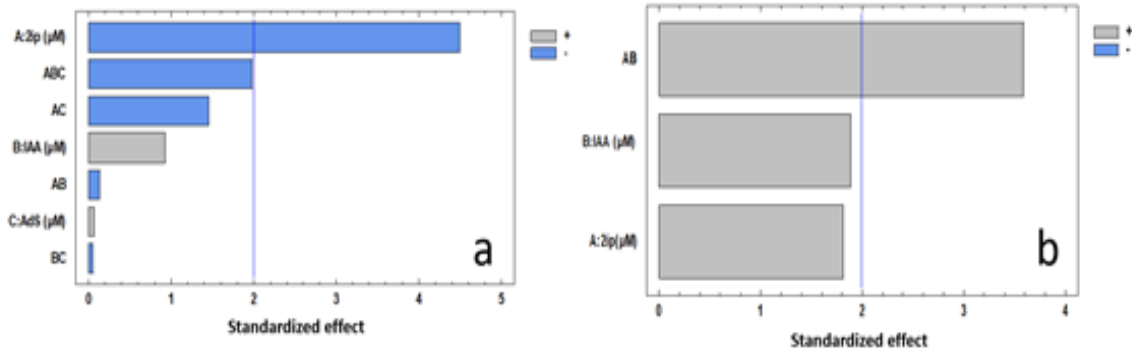 A:2ip (µM)
ABC
AC
B:IAA (µM)
AB
C:AdS (µM)
BC
0 1 2 3 4 5
Standardized effect
+
-
a
AB
B:IAA (µM)
A:2ip(µM)
0 1 2 3 4
Standardized effect
+
-
b